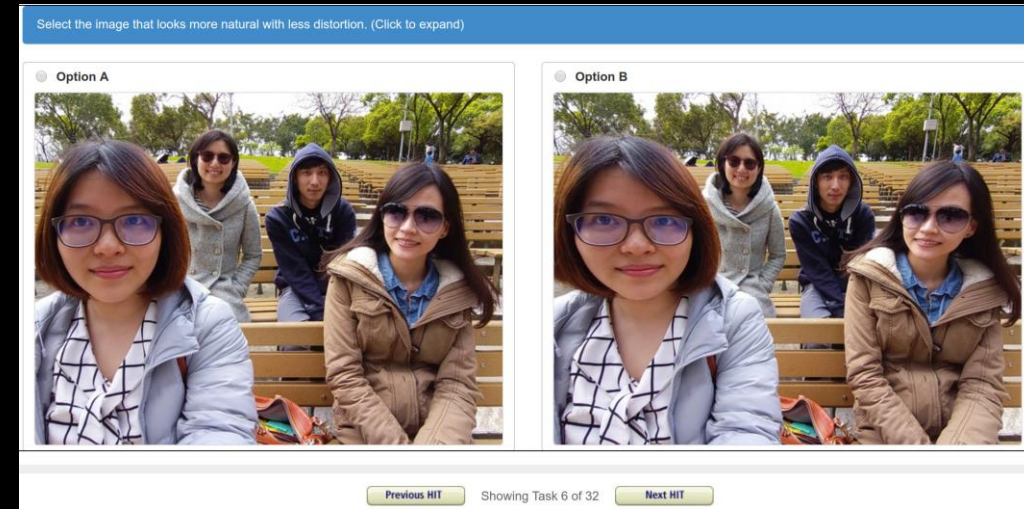 Select the image that looks more natural with less distortion. (Click to expand)
Option A
Option B
Previous HIT
Showing Task 6 of 32
Next HIT